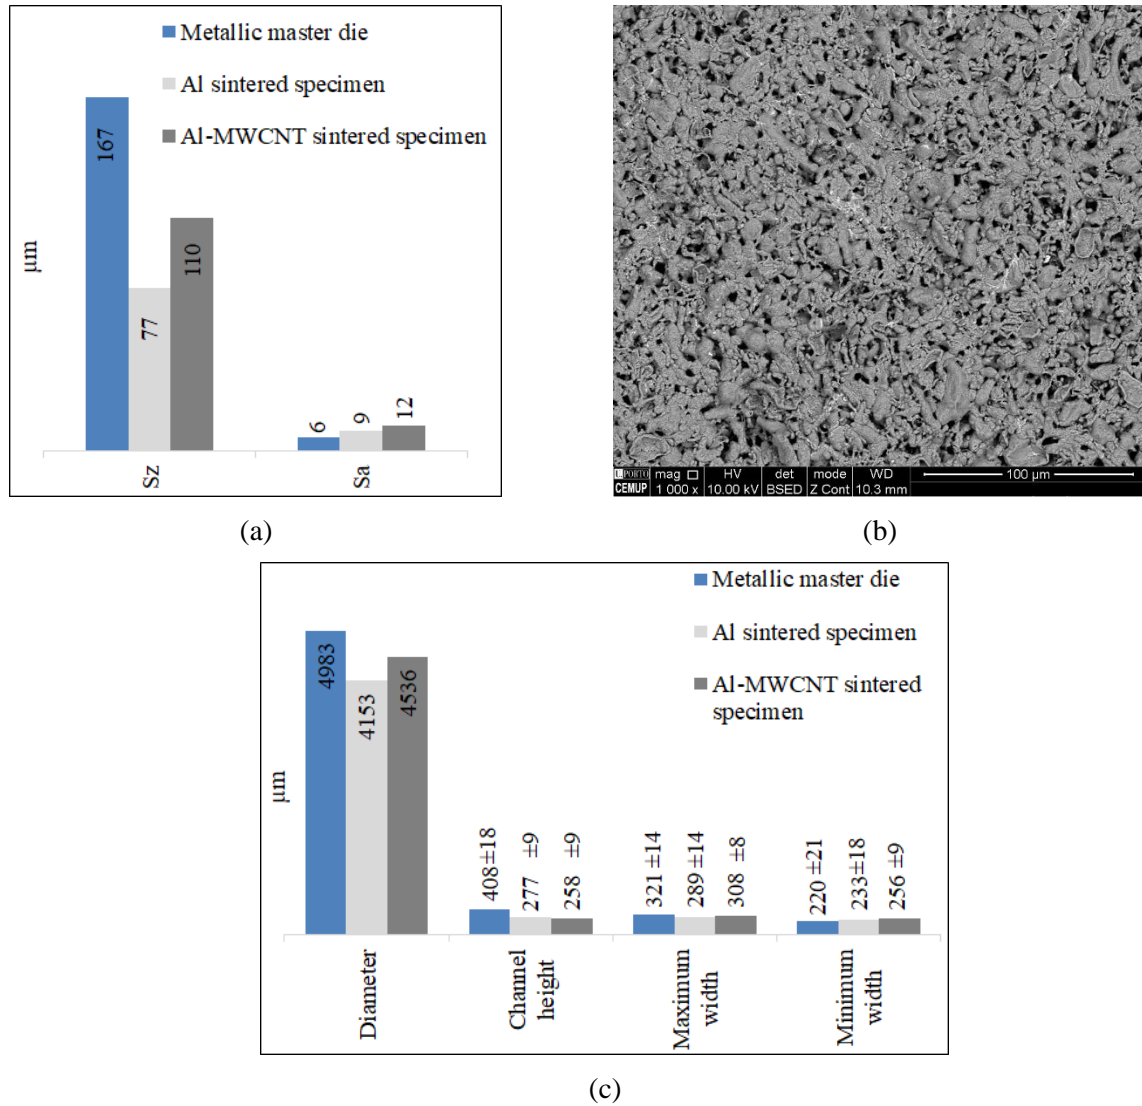 Metallic master die
Al sintered specimen
Al-MWCNT sintered specimen
μm
167
77
110
6
9
12
Sz
Sa
(a)
U.PORTO
CEMUP
mag
1 000 x
HV
10.00 kV
det
BSED
mode
Z Cont
WD
10.3 mm
100 μm
(b)
Metallic master die
Al sintered specimen
Al-MWCNT sintered
specimen
μm
4983
4153
4536
408±18
277 ±9
258 ±9
321±14
289±14
308±8
220±21
233±18
256±9
Diameter
Channel
height
Maximum
width
Minimum
width
(c)